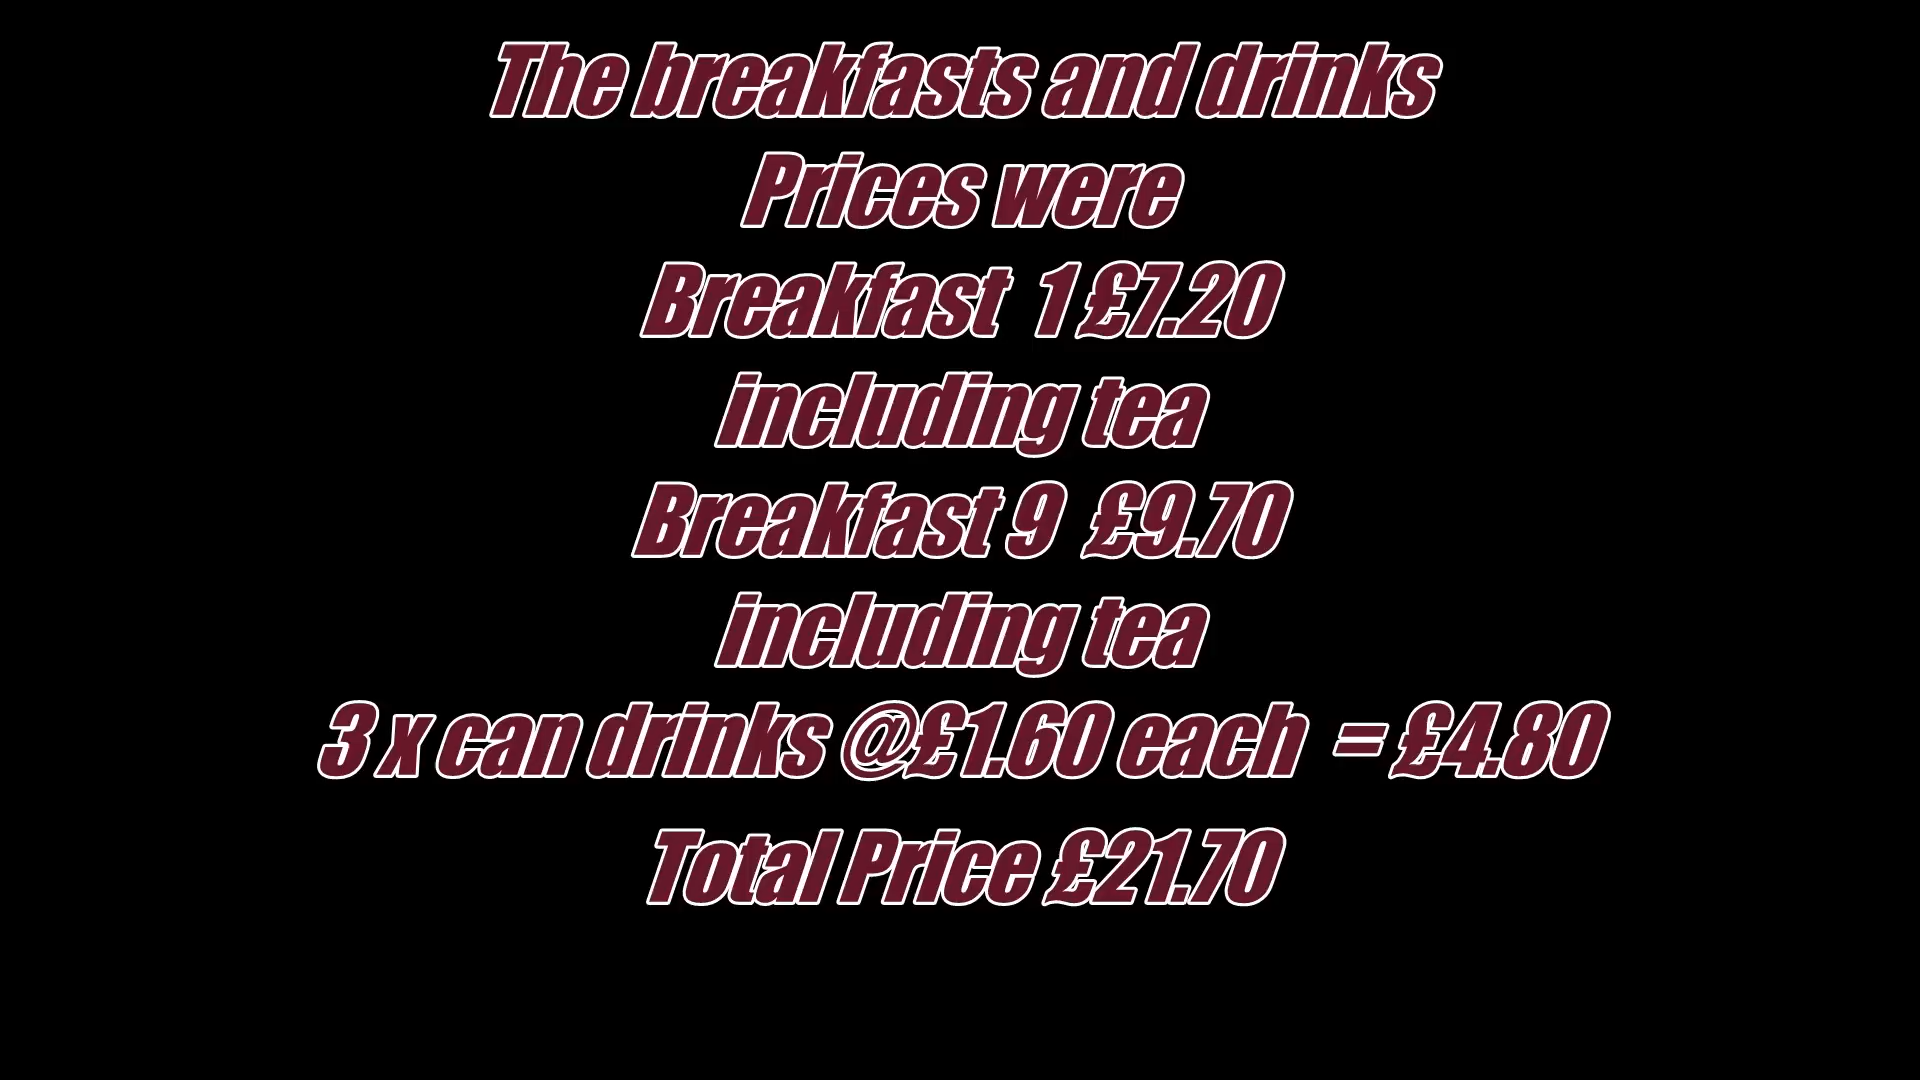 The breakfasts and drinks
Prices were
Breakfast 1 £7.20
including tea
Breakfast 9 £9.70
including tea
3 x can drinks @£1.60 each = £4.80
Total Price £21.70